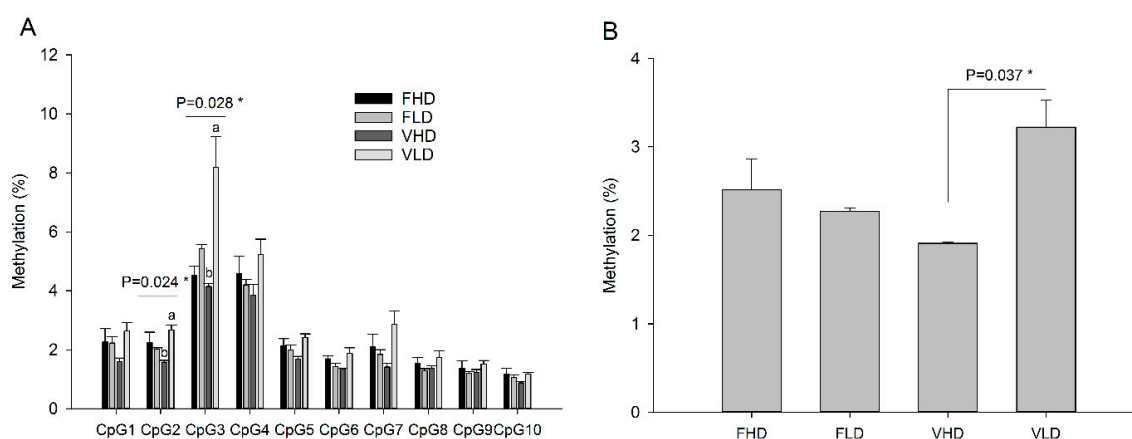 A
Methylation (%)
12
10
8
6
4
2
0
P=0.028 *
a
b
P=0.024 *
a
b
FHD
FLD
VHD
VLD
CpG1 CpG2 CpG3 CpG4 CpG5 CpG6 CpG7 CpG8 CpG9 CpG10
B
Methylation (%)
4
3
2
1
0
P=0.037 *
FHD FLD VHD VLD